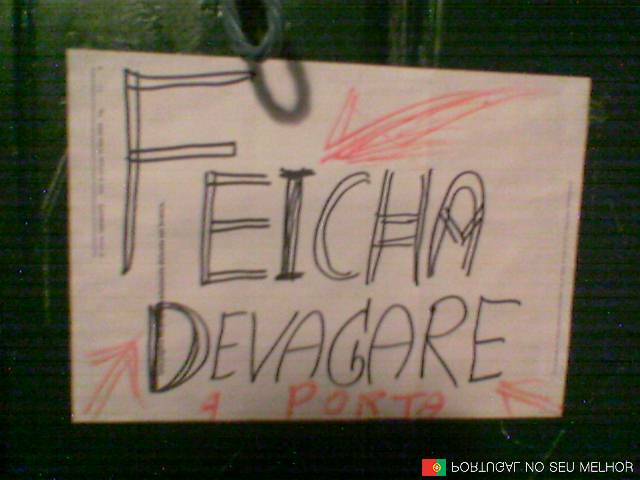 FEICHA
DEVAGARE
A PORTA
PORTUGAL NO SEU MELHOR